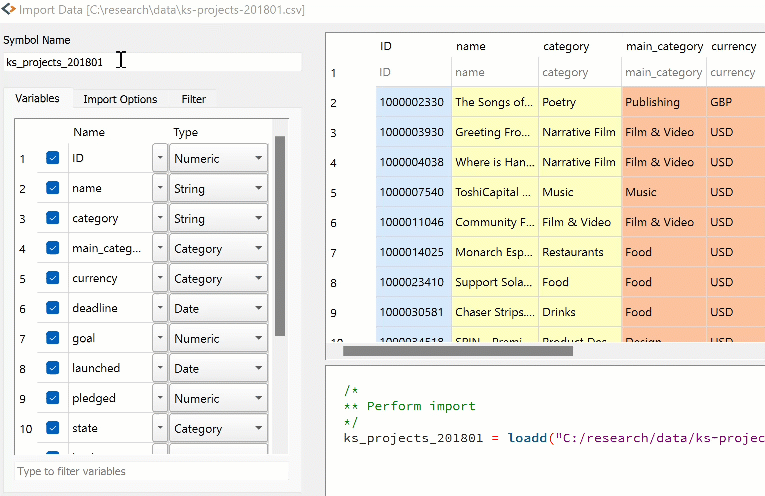 Import Data [C:\research\data\ks-projects-201801.csv]
Symbol Name
ks_projects_201801
Variables Import Options Filter
Name Type
1 ID Numeric
2 name String
3 category String
4 main_categ... Category
5 currency Category
6 deadline Date
7 goal Numeric
8 launched Date
9 pledged Numeric
10 state Category
Type to filter variables
ID name category main_category currency
1 ID name category main_category currency
2 1000002330 The Songs of... Poetry Publishing GBP
3 1000003930 Greeting Fro... Narrative Film Film & Video USD
4 1000004038 Where is Han... Narrative Film Film & Video USD
5 1000007540 ToshiCapital ... Music Music USD
6 1000011046 Community F... Film & Video Film & Video USD
7 1000014025 Monarch Esp... Restaurants Food USD
8 1000023410 Support Sola... Food Food USD
9 1000030581 Chaser Strips.... Drinks Food USD
10 1000034518 SPIN - Premi... Product Des... Design USD
/*
** Perform import
*/
ks_projects_201801 = loadd("C:/research/data/ks-projec